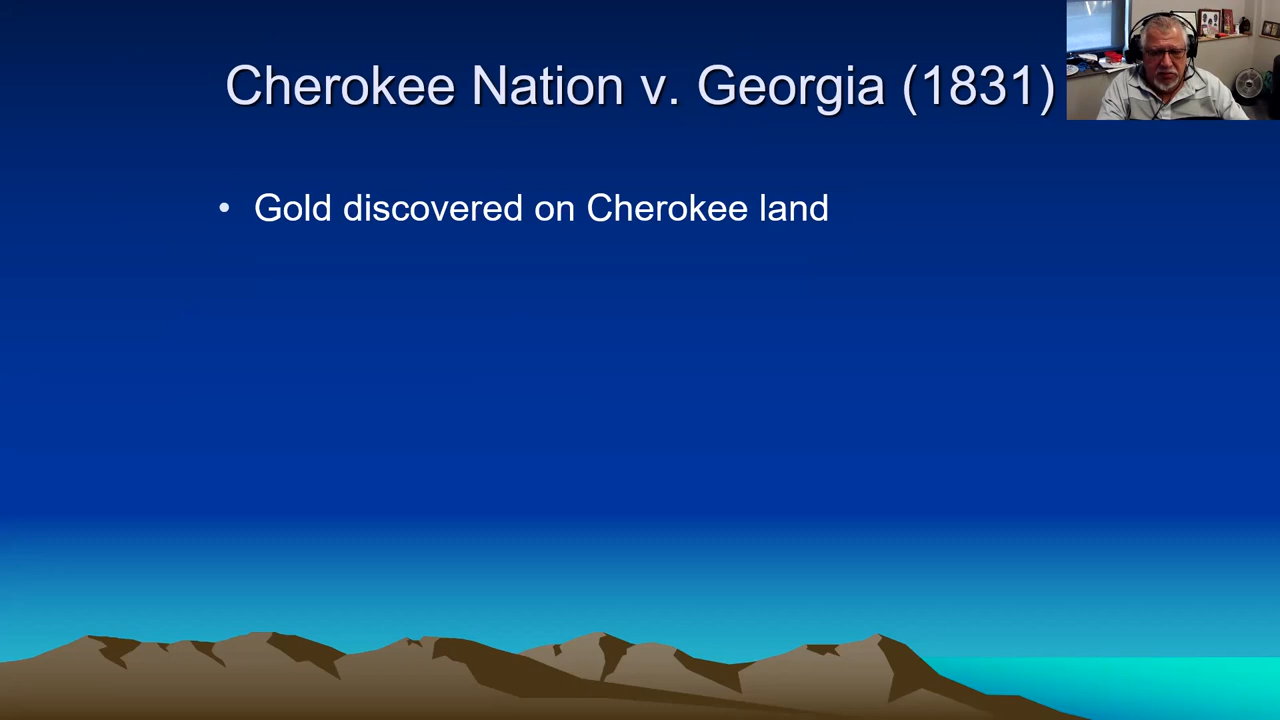 Cherokee Nation v. Georgia (1831)
• Gold discovered on Cherokee land